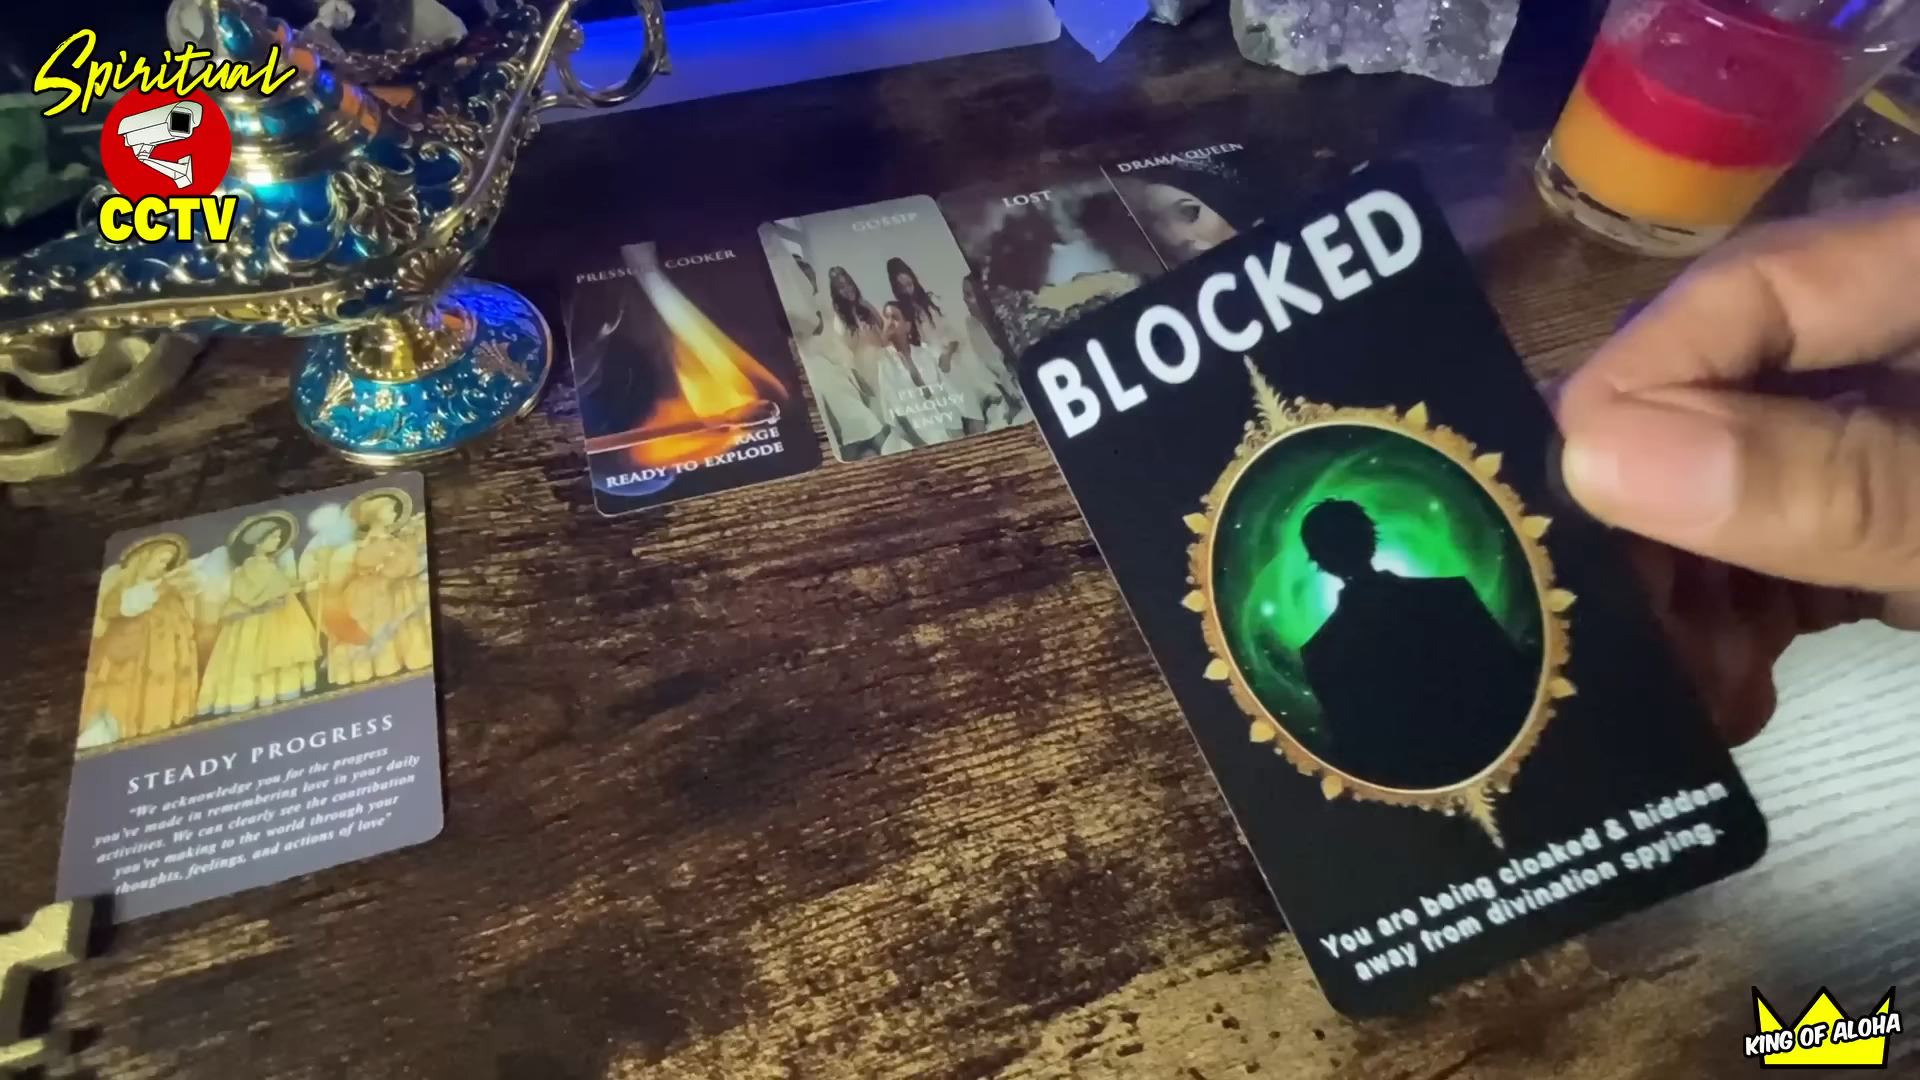 Spiritual
CCTV
PRESSURE COOKER
RAGE
READY TO EXPLODE
GOSSIP
PETTY
JEALOUSY
ENVY
LOST
DRAMA QUEEN
BLOCKED
You are being cloaked & hidden
away from divination spying.
STEADY PROGRESS
"We acknowledge you for the progress
you've made in remembering love in your daily
activities. We can clearly see the contribution
you're making to the world through your
thoughts, feelings, and actions of love"
KING OF ALOHA